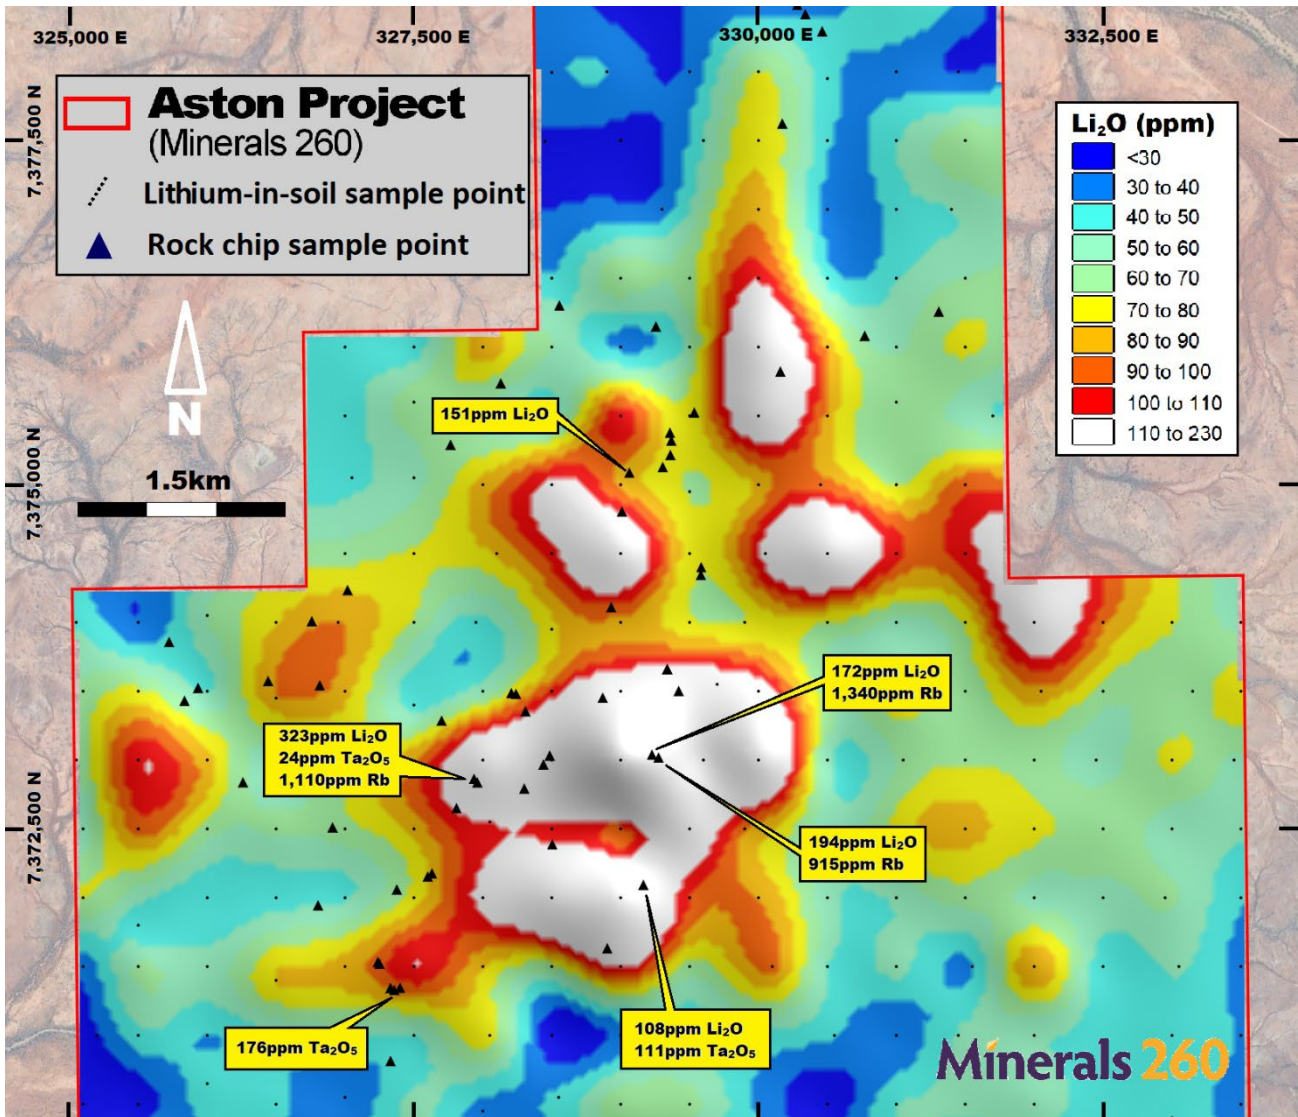 325,000 E
327,500 E
330,000 E
332,500 E
7,377,500 N
7,375,000 N
7,372,500 N
Aston Project
(Minerals 260)
Lithium-in-soil sample point
Rock chip sample point
N
1.5km
Li₂O (ppm)
<30
30 to 40
40 to 50
50 to 60
60 to 70
70 to 80
80 to 90
90 to 100
100 to 110
110 to 230
151ppm Li₂O
172ppm Li₂O
1,340ppm Rb
323ppm Li₂O
24ppm Ta₂O₅
1,110ppm Rb
194ppm Li₂O
915ppm Rb
108ppm Li₂O
111ppm Ta₂O₅
176ppm Ta₂O₅
Minerals 260